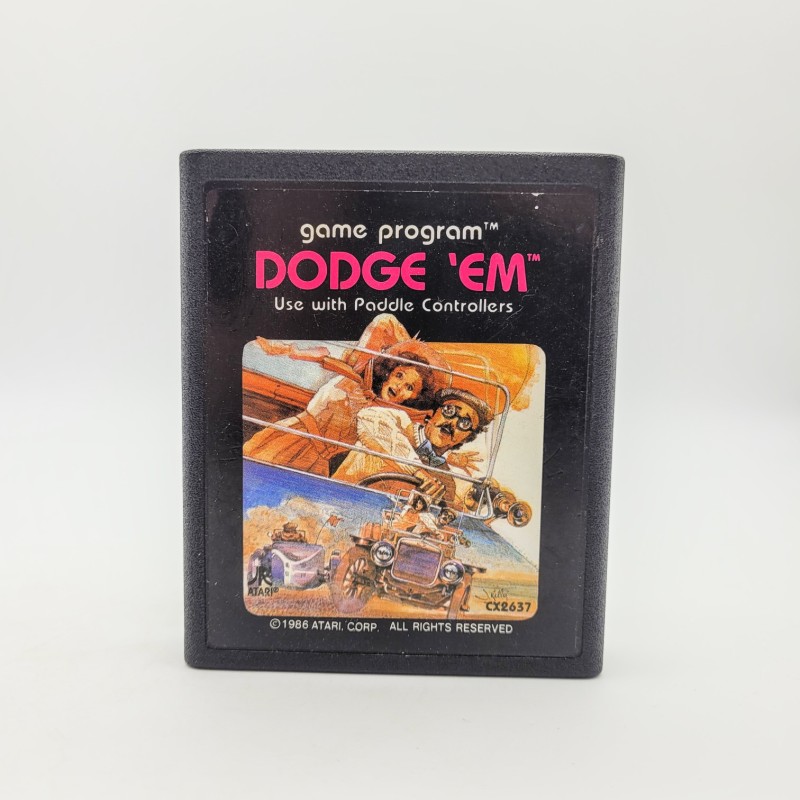 game program™
DODGE 'EM™
Use with Paddle Controllers
ATARI®
CX2637
©1986 ATARI, CORP. ALL RIGHTS RESERVED